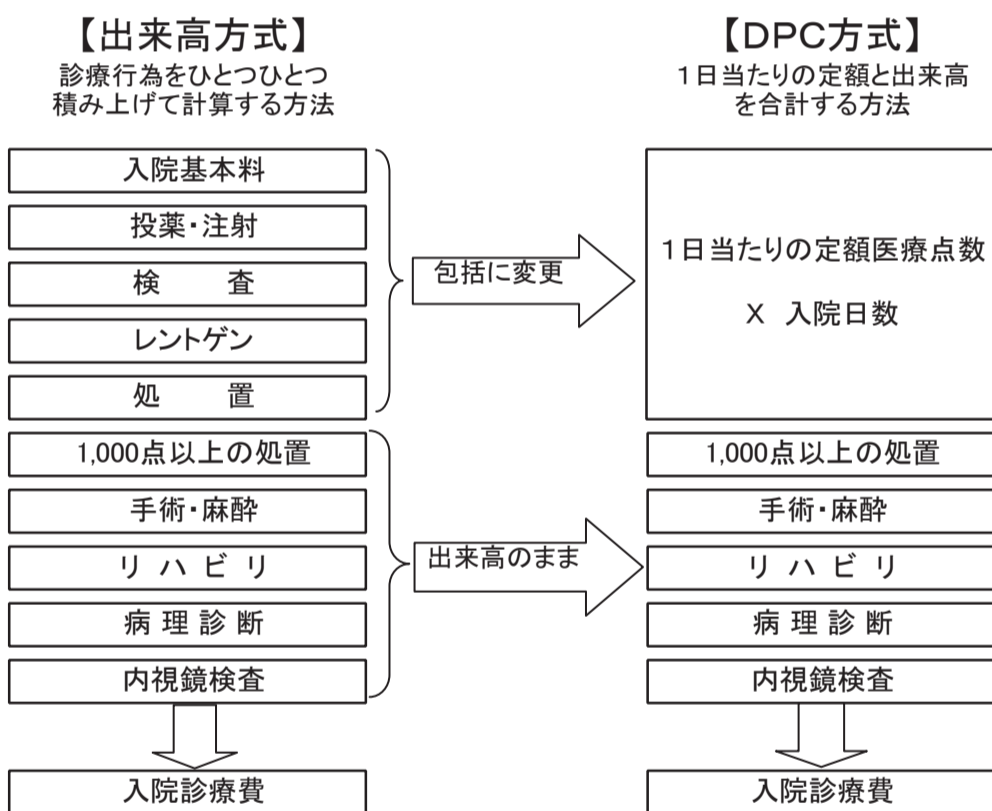 【出来高方式】
診療行為をひとつひとつ
積み上げて計算する方法
入院基本料
投薬・注射
検　　査
レントゲン
処　　置
1,000点以上の処置
手術・麻酔
リ ハ ビ リ
病 理 診 断
内視鏡検査
入院診療費
包括に変更
出来高のまま
【DPC方式】
1日当たりの定額と出来高
を合計する方法
1日当たりの定額医療点数
X 入院日数
1,000点以上の処置
手術・麻酔
リ ハ ビ リ
病 理 診 断
内視鏡検査
入院診療費